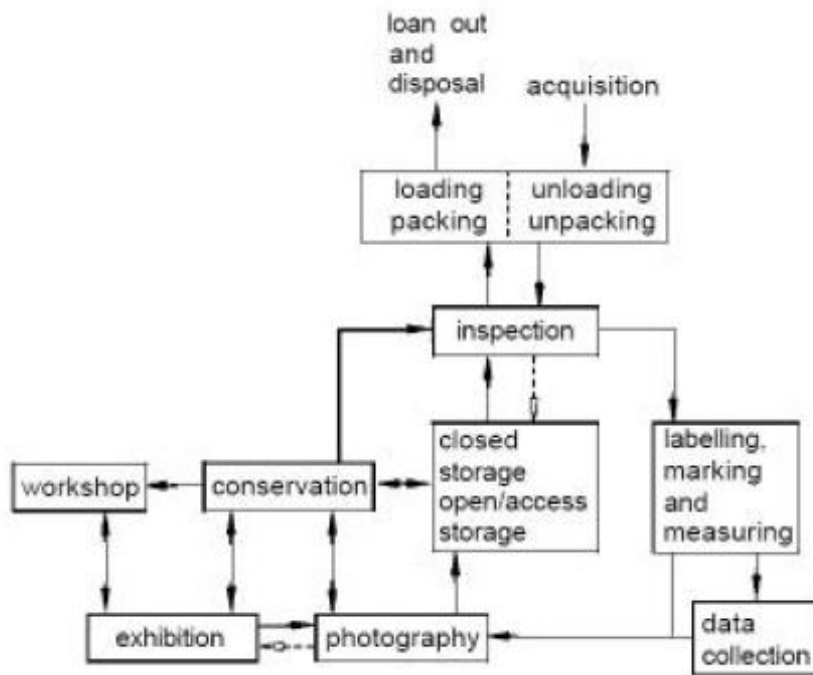 loan out
and
disposal
acquisition
loading
packing
unloading
unpacking
inspection
closed
storage
open/access
storage
labelling,
marking
and
measuring
workshop
conservation
exhibition
photography
data
collection